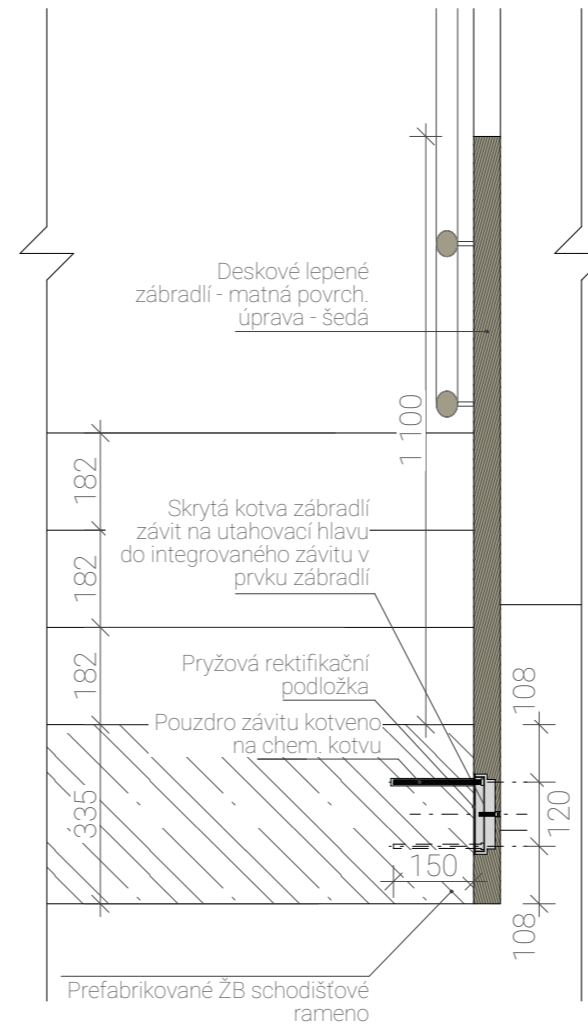 Deskové lepené
zábradlí - matná povrch.
úprava - šedá
1 100
182
Skrytá kotva zábradlí
závit na utahovací hlavu
do integrovaného závitu v
prvku zábradlí
182
182
Pryžová rektifikační
podložka
108
Pouzdro závitu kotveno
na chem. kotvu
335
120
150
108
Prefabrikované ŽB schodišťové
rameno